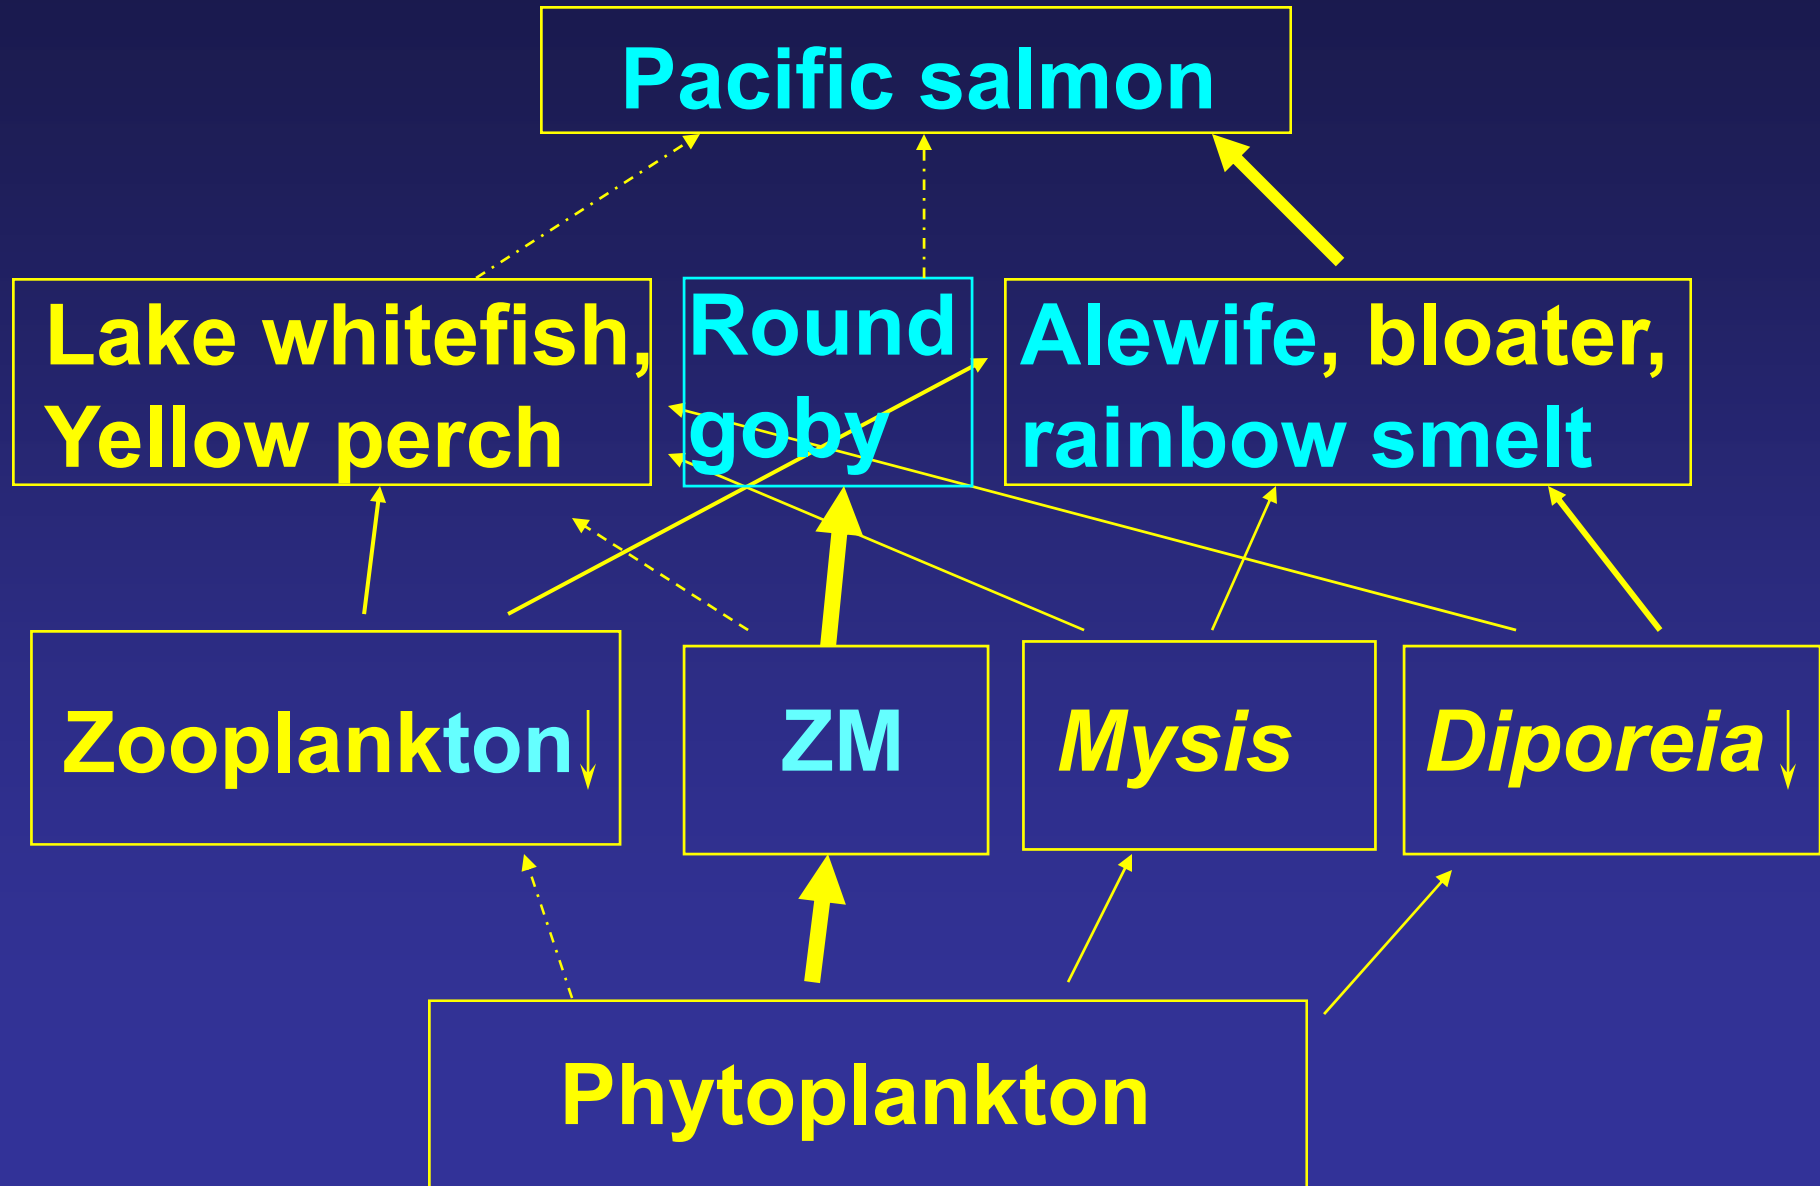 Pacific salmon
Lake whitefish,
Yellow perch
Round
goby
Alewife, bloater,
rainbow smelt
Zooplankton
ZM
Mysis
Diporeia
Phytoplankton